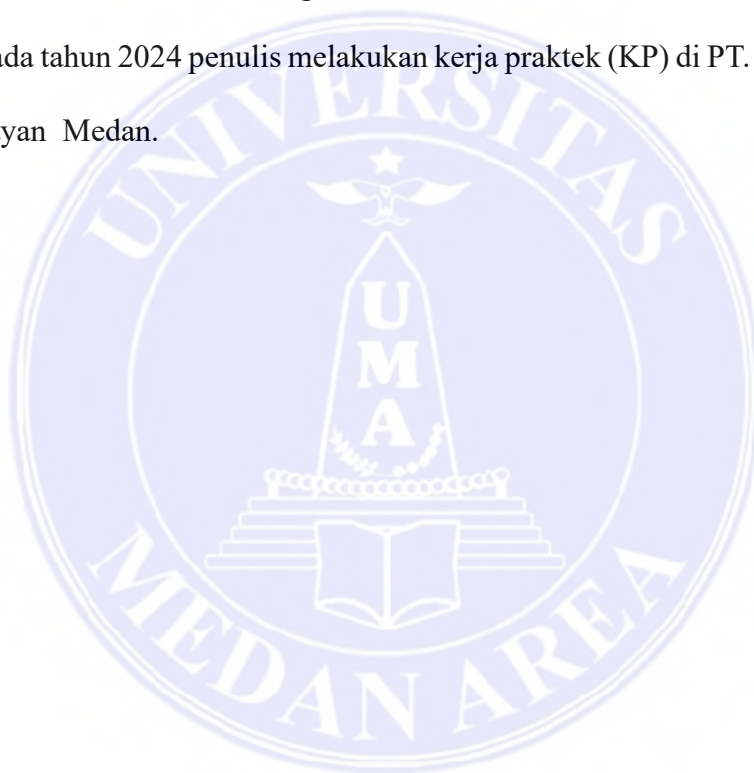 ada tahun 2024 penulis melakukan kerja praktek (KP) di PT.
yan Medan.
UNIVERSITAS
UMA
MEDAN AREA